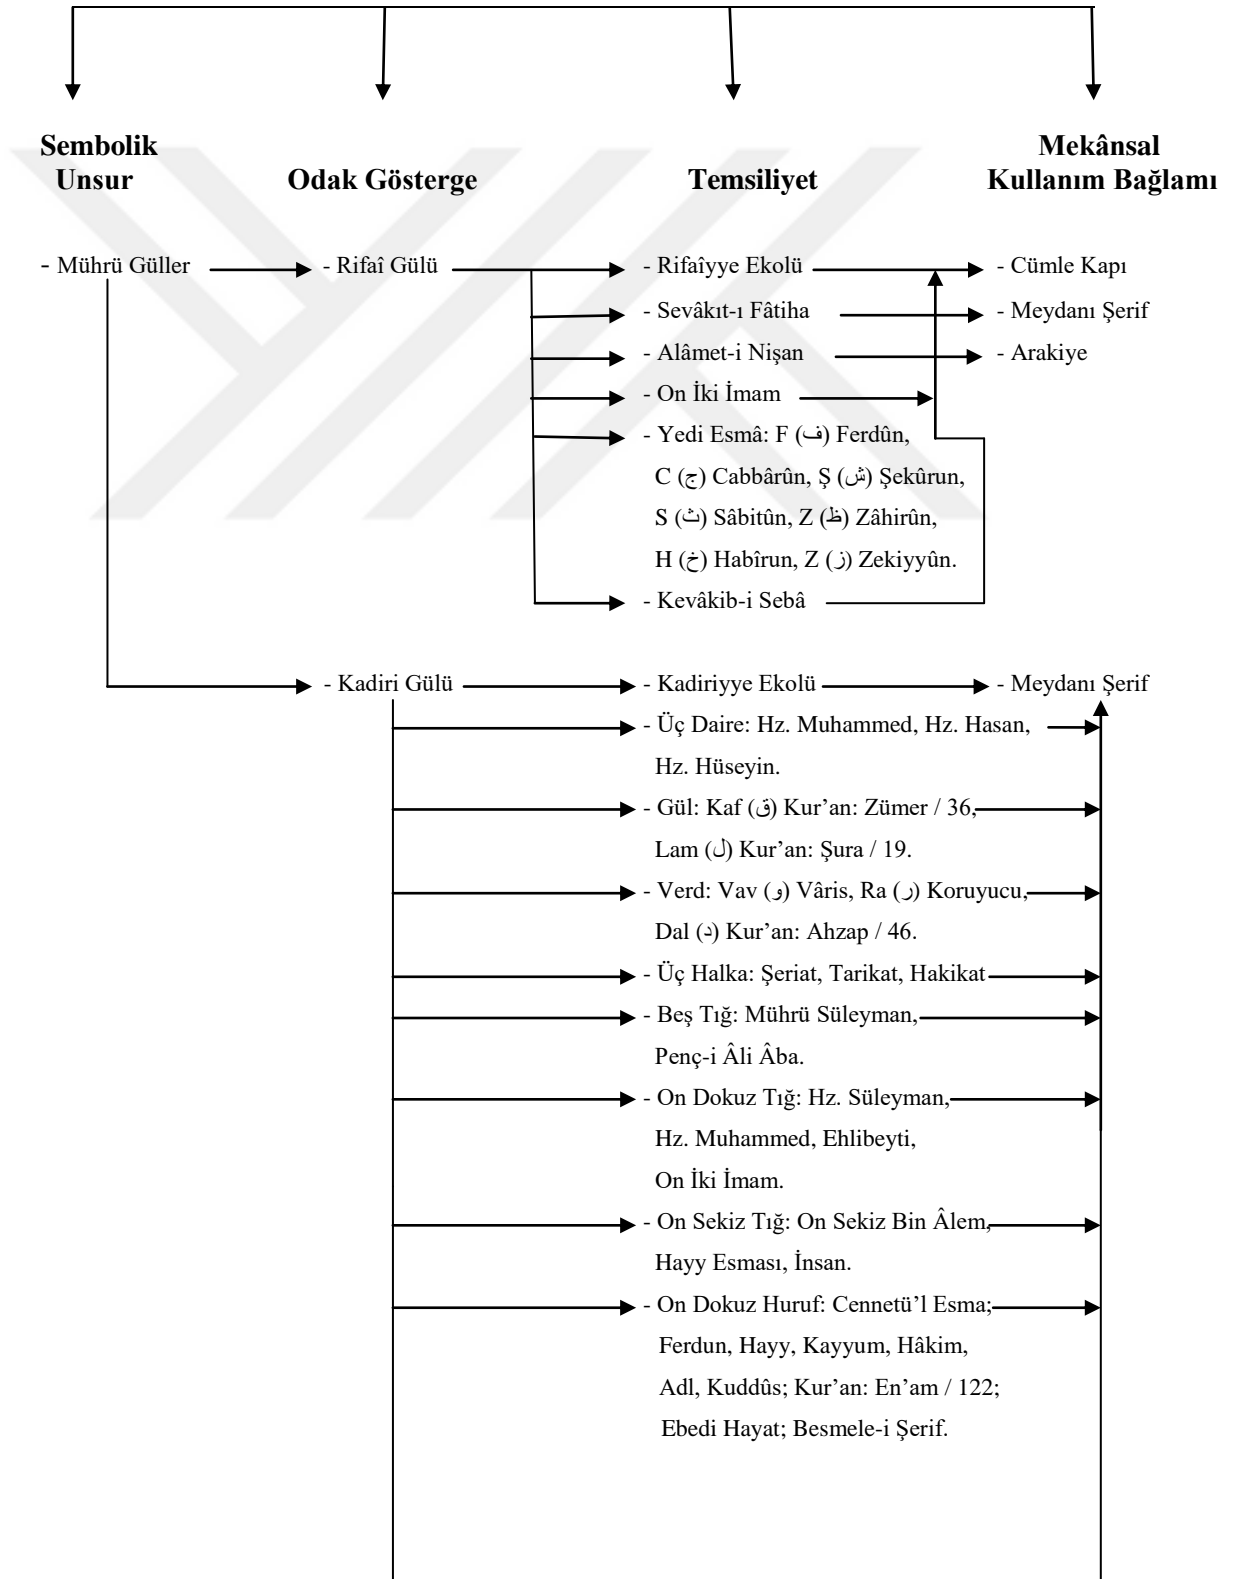 Sembolik Unsur
Odak Gösterge
Temsiliyet
Mekânsal Kullanım Bağlamı
- Mührü Güller
- Rifaî Gülü
- Rifaîyye Ekolü
- Cümle Kapı
- Sevâkıt-ı Fâtiha
- Meydanı Şerif
- Alâmet-i Nişan
- Arakiye
- On İki İmam
- Yedi Esmâ: F (ف) Ferdûn,
C (ج) Cabbârûn, Ş (ش) Şekûrun,
S (ث) Sâbitûn, Z (ظ) Zâhirûn,
H (خ) Habîrun, Z (ز) Zekiyyûn.
- Kevâkib-i Sebâ
- Kadiri Gülü
- Kadiriyye Ekolü
- Meydanı Şerif
- Üç Daire: Hz. Muhammed, Hz. Hasan,
Hz. Hüseyin.
- Gül: Kaf (ق) Kur’an: Zümer / 36,
Lam (ل) Kur’an: Şura / 19.
- Verd: Vav (و) Vâris, Ra (ر) Koruyucu,
Dal (د) Kur’an: Ahzap / 46.
- Üç Halka: Şeriat, Tarikat, Hakikat
- Beş Tığ: Mührü Süleyman,
Penç-i Âli Âba.
- On Dokuz Tığ: Hz. Süleyman,
Hz. Muhammed, Ehlibeyti,
On İki İmam.
- On Sekiz Tığ: On Sekiz Bin Âlem,
Hayy Esması, İnsan.
- On Dokuz Huruf: Cennetü’l Esma;
Ferdun, Hayy, Kayyum, Hâkim,
Adl, Kuddûs; Kur’an: En’am / 122;
Ebedi Hayat; Besmele-i Şerif.